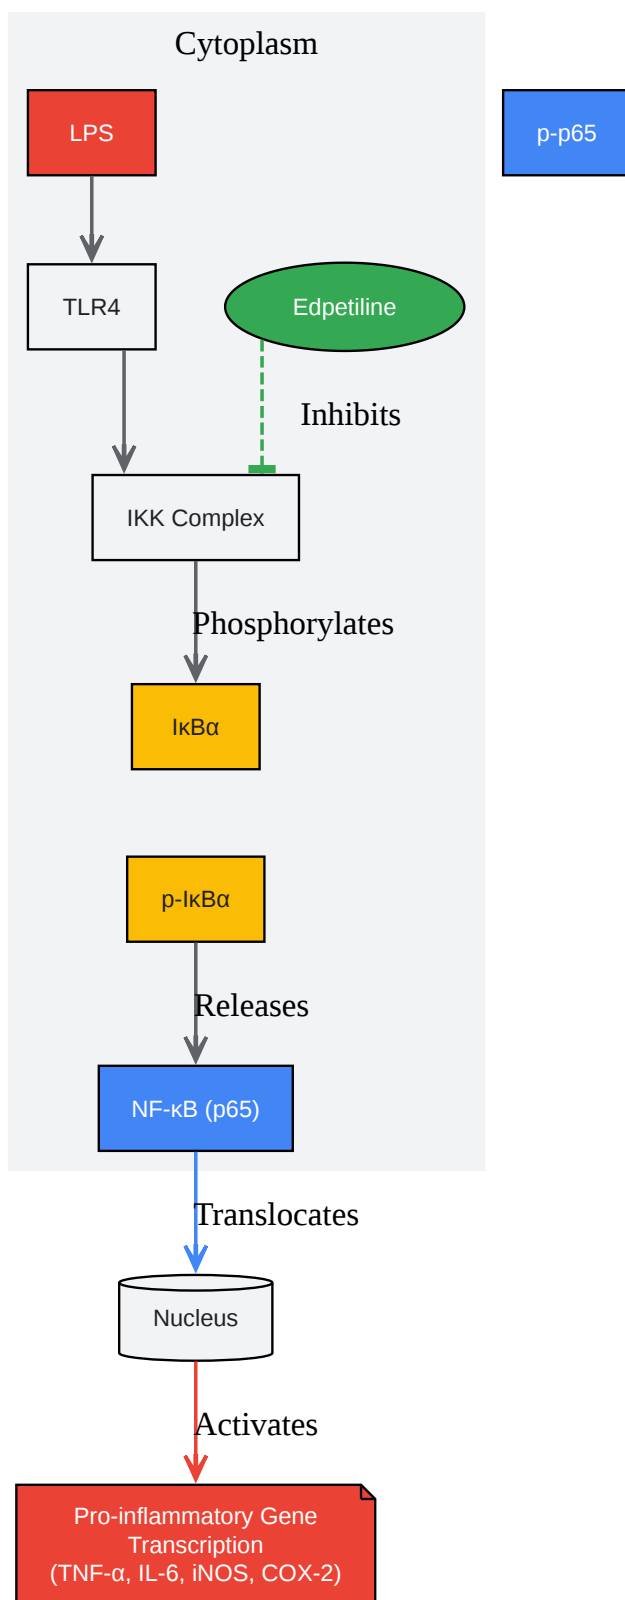 Cytoplasm
LPS
p-p65
TLR4
Edpetiline
Inhibits
IKK Complex
Phosphorylates
IκBα
p-IκBα
Releases
NF-κB (p65)
Translocates
Nucleus
Activates
Pro-inflammatory Gene
Transcription
(TNF-α, IL-6, iNOS, COX-2)